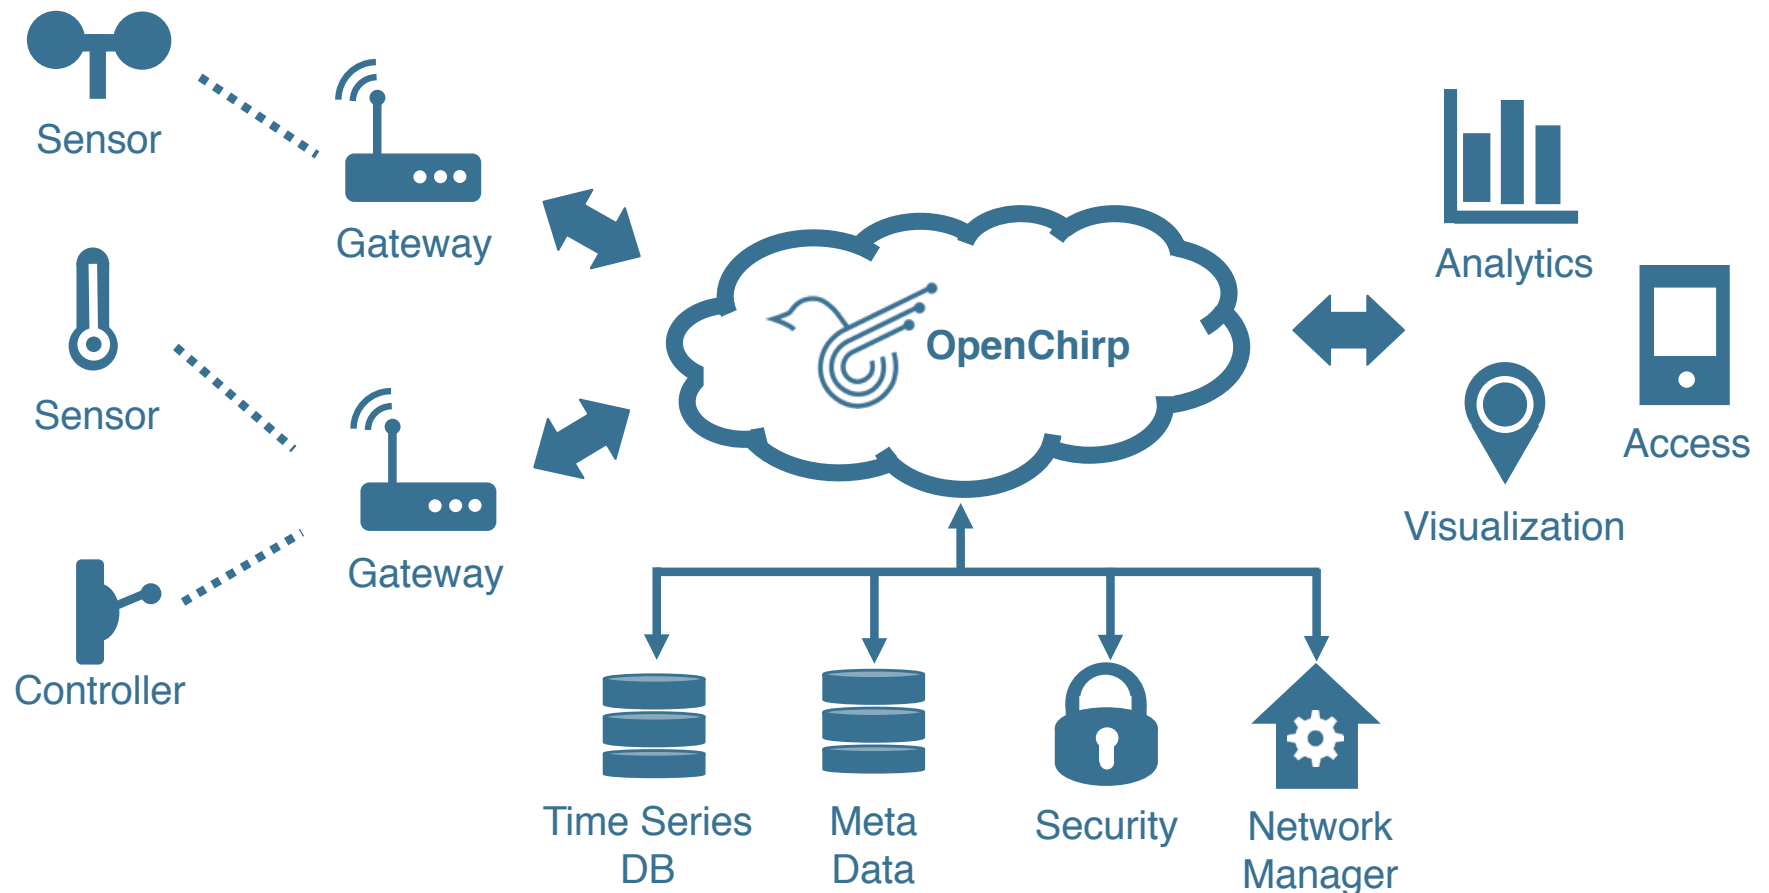 Sensor
Gateway
Sensor
Gateway
Controller
OpenChirp
Analytics
Access
Visualization
Time Series
DB
Meta
Data
Security
Network
Manager